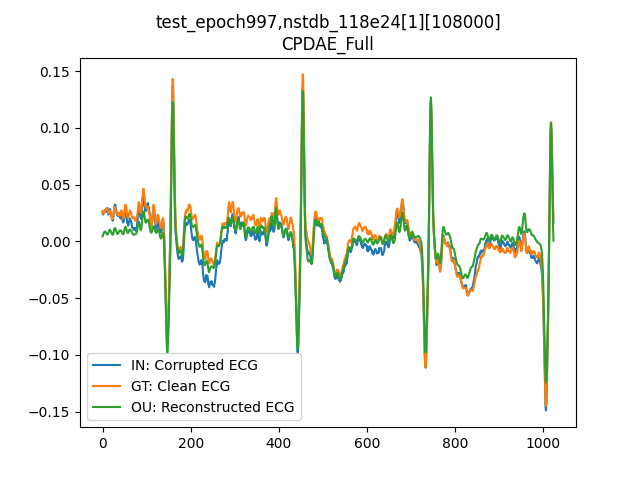 test_epoch997,nstdb_118e24[1][108000]
CPDAE_Full
0.15
0.10
0.05
0.00
−0.05
−0.10
−0.15
IN: Corrupted ECG
GT: Clean ECG
OU: Reconstructed ECG
0 200 400 600 800 1000